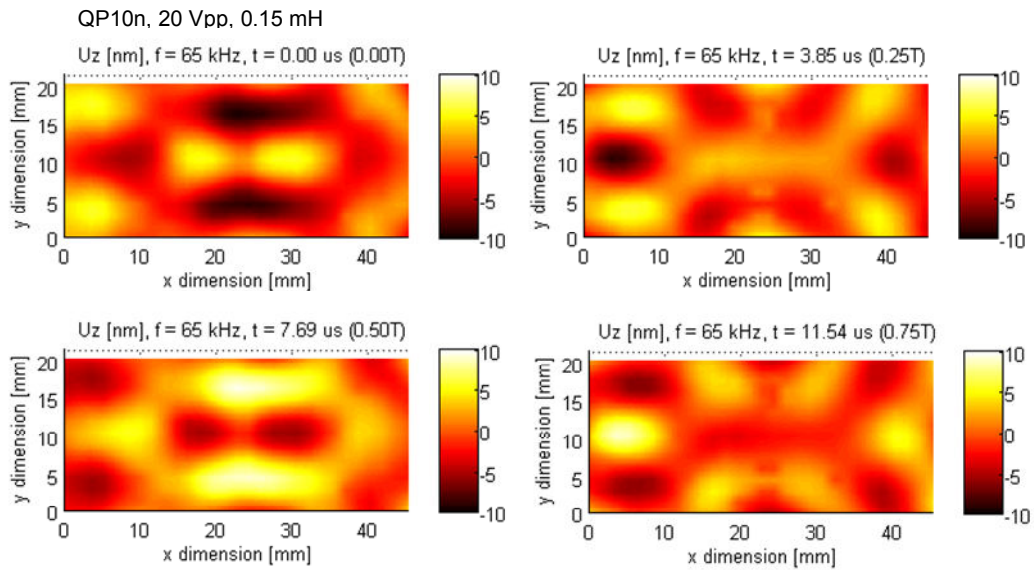 QP10n, 20 Vpp, 0.15 mH
Uz [nm], f = 65 kHz, t = 0.00 us (0.00T)
y dimension [mm]
20
15
10
5
0
0 10 20 30 40
x dimension [mm]
10
5
0
-5
-10
Uz [nm], f = 65 kHz, t = 3.85 us (0.25T)
y dimension [mm]
20
15
10
5
0
0 10 20 30 40
x dimension [mm]
10
5
0
-5
-10
Uz [nm], f = 65 kHz, t = 7.69 us (0.50T)
y dimension [mm]
20
15
10
5
0
0 10 20 30 40
x dimension [mm]
10
5
0
-5
-10
Uz [nm], f = 65 kHz, t = 11.54 us (0.75T)
y dimension [mm]
20
15
10
5
0
0 10 20 30 40
x dimension [mm]
10
5
0
-5
-10